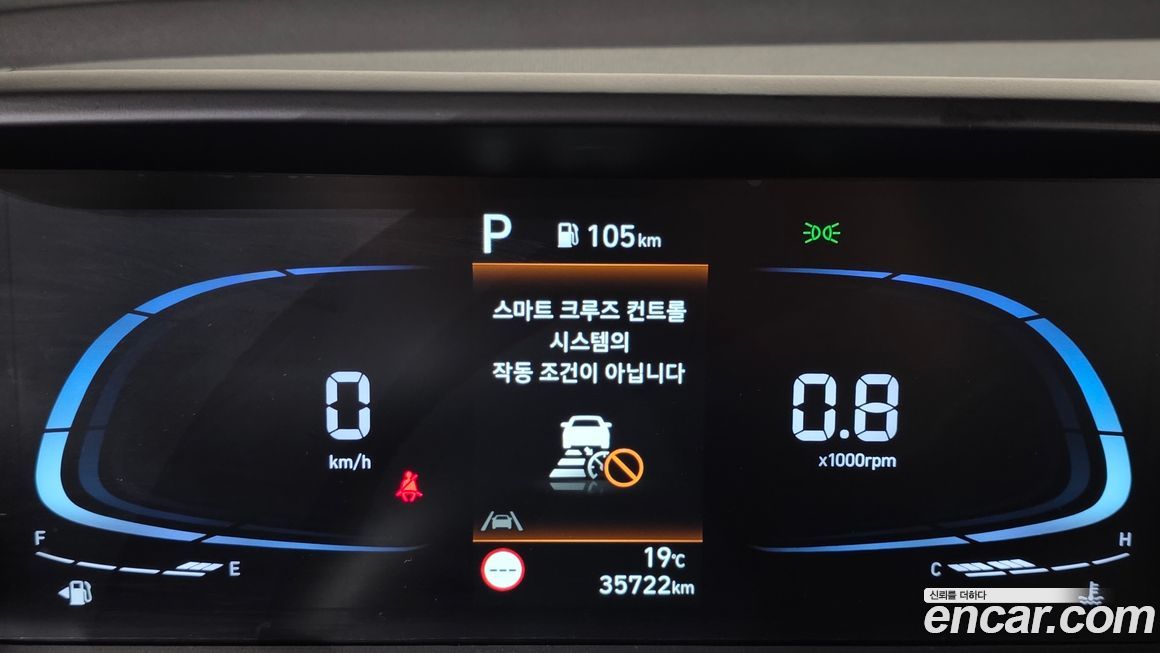 P
105km
스마트 크루즈 컨트롤
시스템의
작동 조건이 아닙니다
0
km/h
0.8
x1000rpm
F
E
---
19℃
35722km
C
H
신뢰를 더하다
encar.com